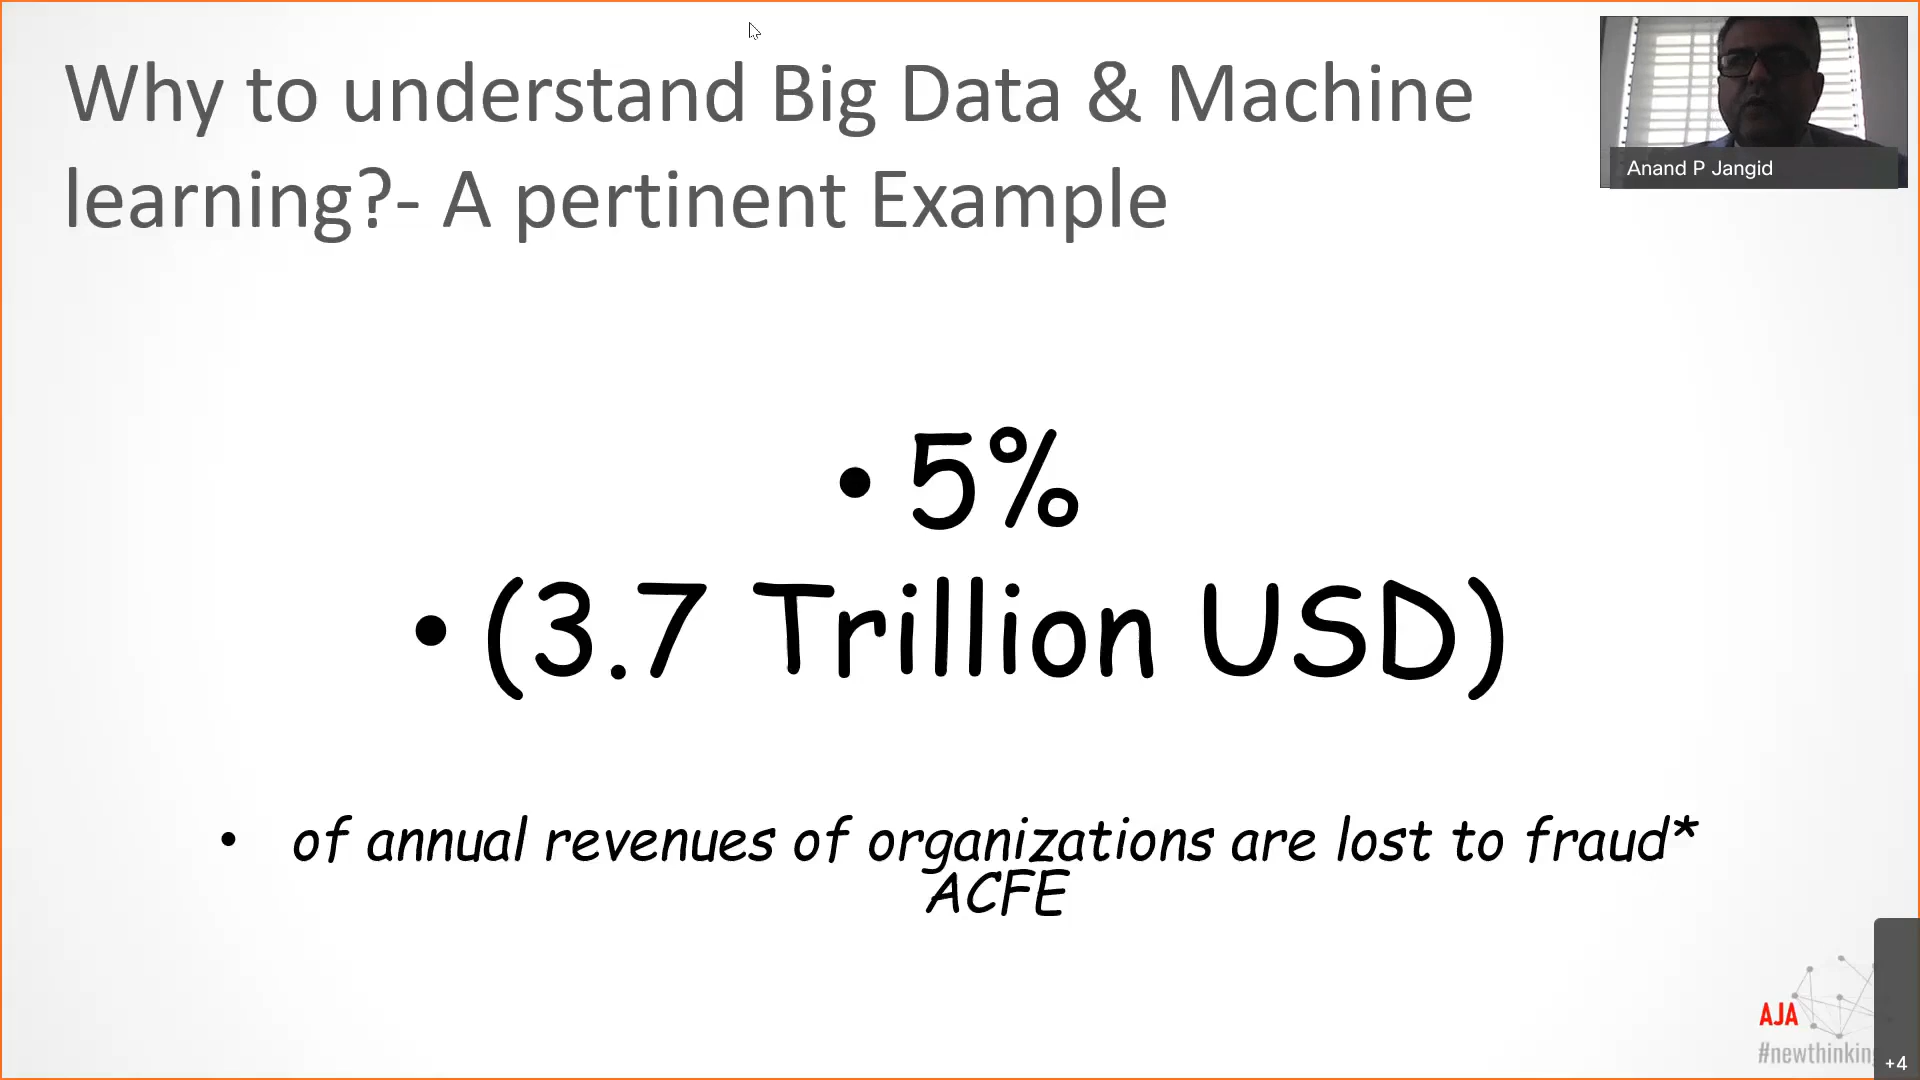 Why to understand Big Data & Machine
learning?- A pertinent Example
Anand P Jangid
• 5%
• (3.7 Trillion USD)
• of annual revenues of organizations are lost to fraud*
ACFE
AJA
#newthinkin
+4